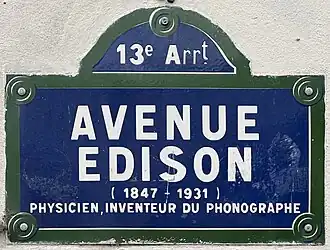 13e Arrt
AVENUE
EDISON
( 1847 - 1931 )
PHYSICIEN, INVENTEUR DU PHONOGRAPHE